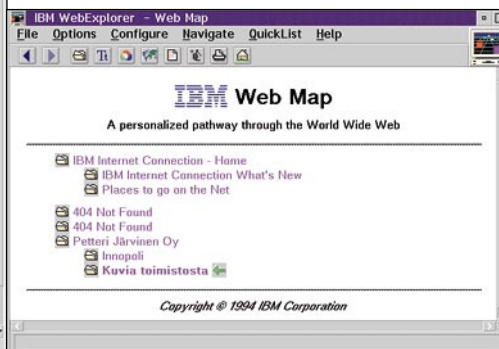 IBM WebExplorer - Web Map
File Options Configure Navigate QuickList Help
IBM Web Map
A personalized pathway through the World Wide Web
IBM Internet Connection - Home
IBM Internet Connection What's New
Places to go on the Net
404 Not Found
404 Not Found
Petteri Järvinen Oy
Innopoli
Kuvia toimistosta
Copyright © 1994 IBM Corporation